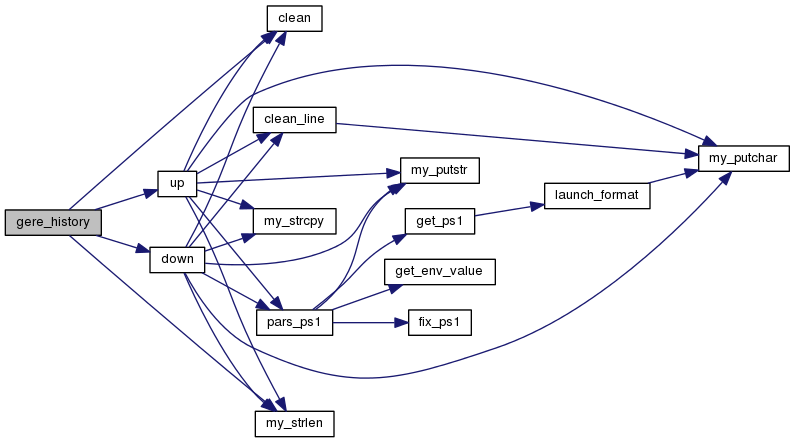 clean
clean_line
my_putstr
my_putchar
up
launch_format
gere_history
my_strcpy
get_ps1
down
get_env_value
pars_ps1
fix_ps1
my_strlen